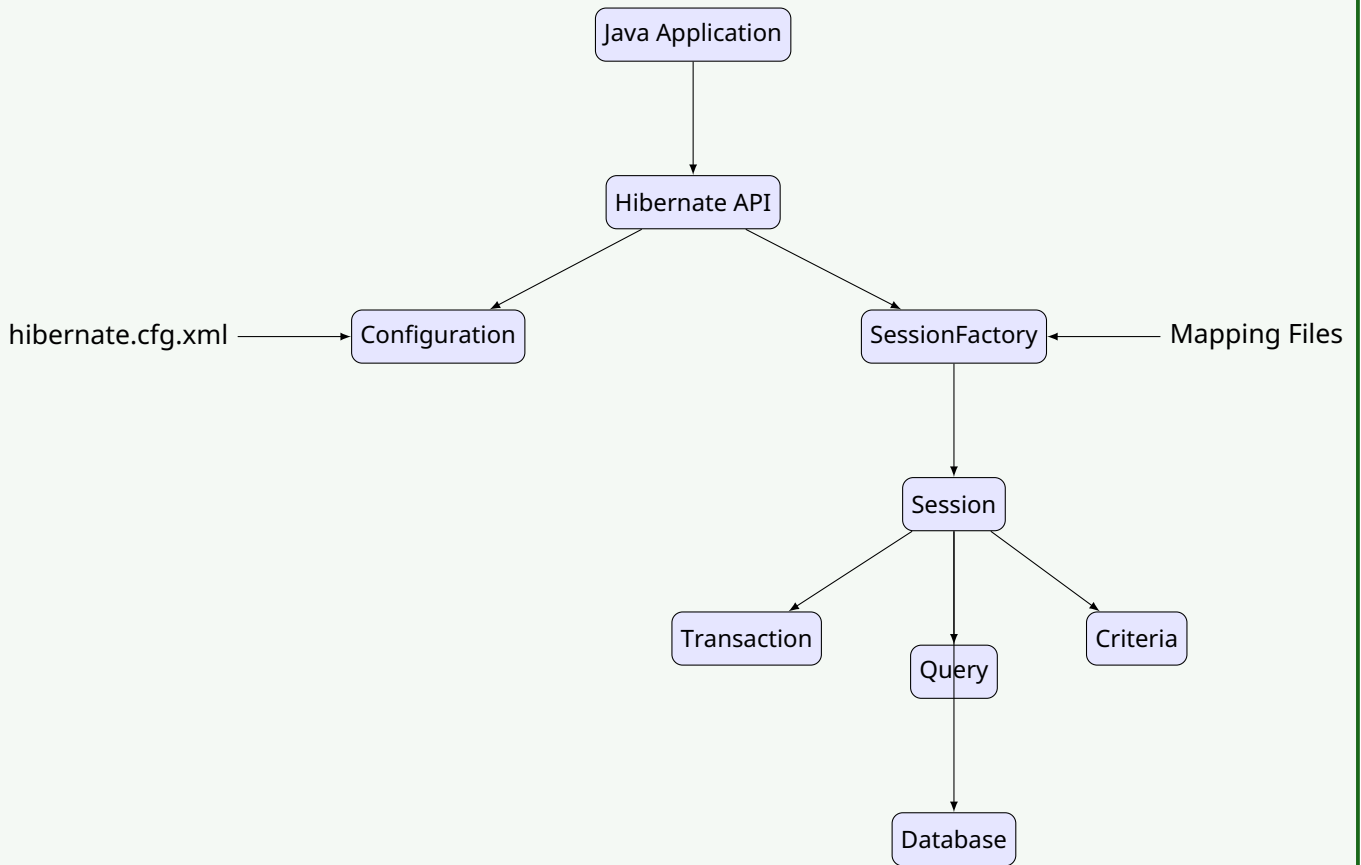 Java Application
Hibernate API
hibernate.cfg.xml
Configuration
SessionFactory
Mapping Files
Session
Transaction
Query
Criteria
Database